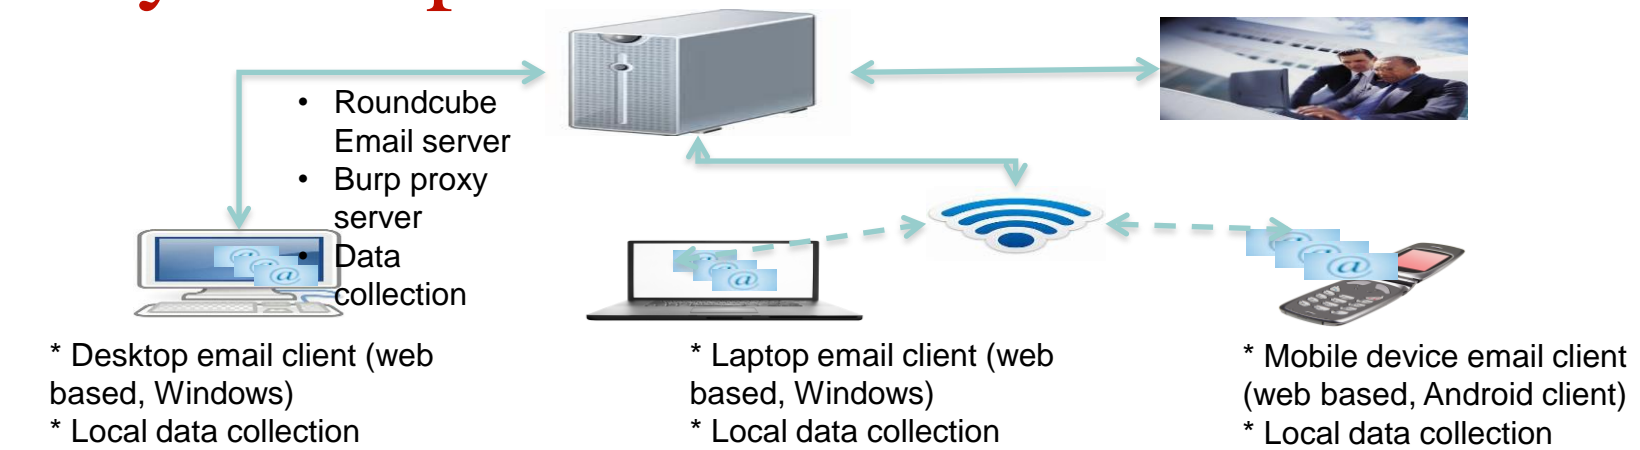 • Roundcube
Email server
• Burp proxy
server
• Data
collection
* Desktop email client (web
based, Windows)
* Local data collection
* Laptop email client (web
based, Windows)
* Local data collection
* Mobile device email client
(web based, Android client)
* Local data collection